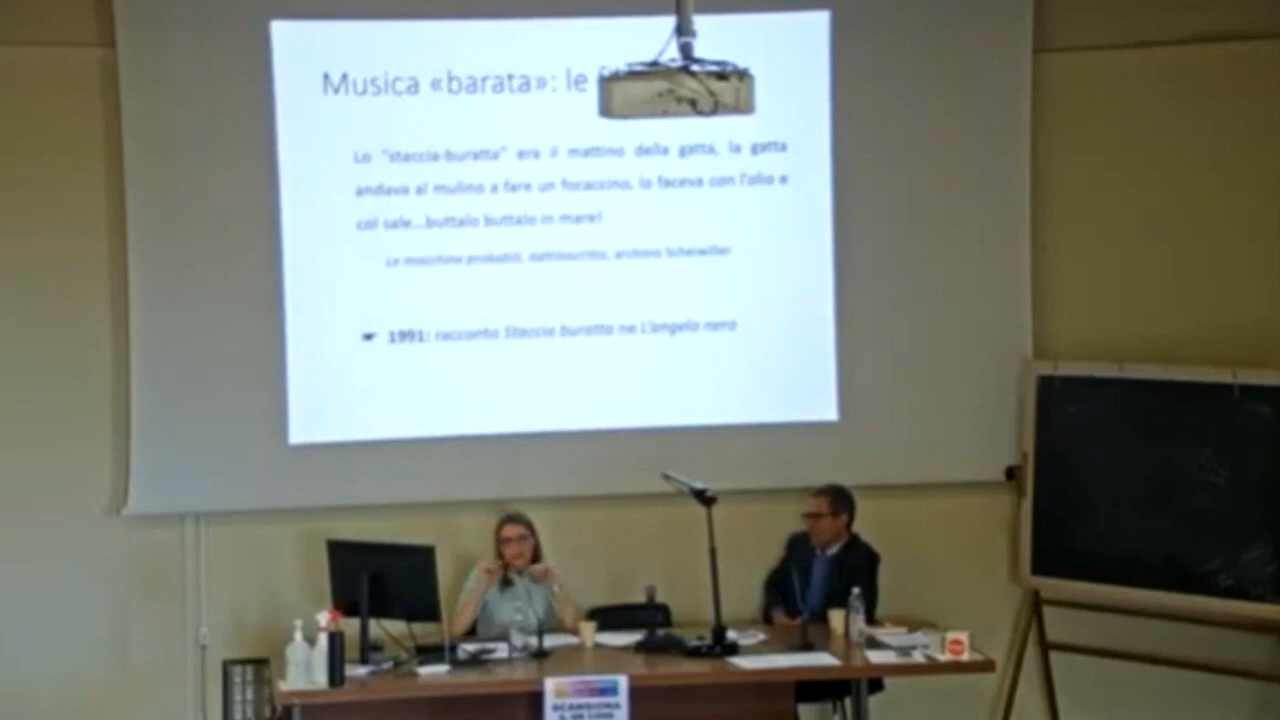 Musica «barata»: le
Lo "staccia-buratta" era il mattino della gatta, la gatta
andava al mulino a fare un focaccino, lo faceva con l'olio e
col sale...buttalo buttalo in mare!
Le macchine probabili, dattiloscritto, archivio Scheiwiller
☛ 1991: racconto Staccia buratta ne L'angelo nero
SCANSIONA